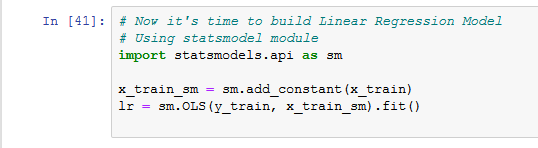 In [41]: # Now it's time to build Linear Regression Model
# Using statsmodel module
import statsmodels.api as sm
x_train_sm = sm.add_constant(x_train)
lr = sm.OLS(y_train, x_train_sm).fit()